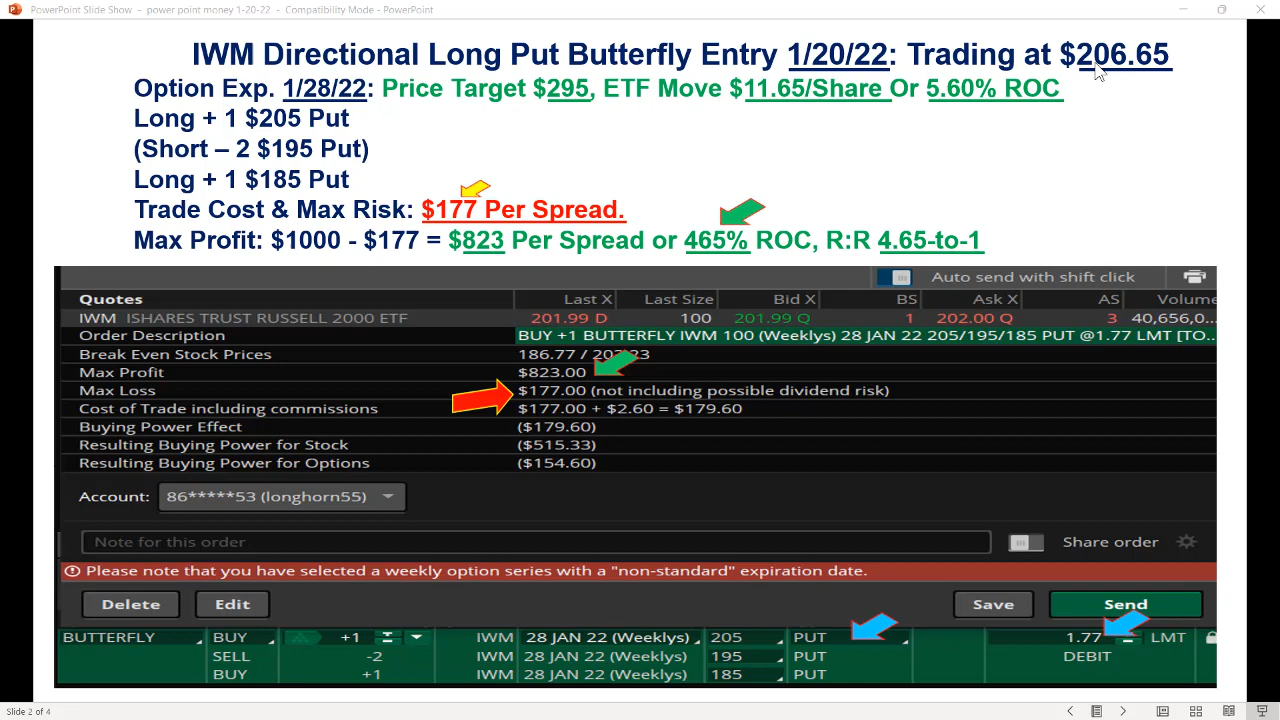 PowerPoint Slide Show - power point money 1-20-22 - Compatibility Mode - PowerPoint
IWM Directional Long Put Butterfly Entry 1/20/22: Trading at $206.65
Option Exp. 1/28/22: Price Target $295, ETF Move $11.65/Share Or 5.60% ROC
Long + 1 $205 Put
(Short – 2 $195 Put)
Long + 1 $185 Put
Trade Cost & Max Risk: $177 Per Spread.
Max Profit: $1000 - $177 = $823 Per Spread or 465% ROC, R:R 4.65-to-1
Auto send with shift click
Quotes Last X Last Size Bid X BS Ask X AS Volume
IWM ISHARES TRUST RUSSELL 2000 ETF 201.99 D 100 201.99 Q 1 202.00 Q 3 40,656,0...
Order Description BUY +1 BUTTERFLY IWM 100 (Weeklys) 28 JAN 22 205/195/185 PUT @1.77 LMT [TO...
Break Even Stock Prices 186.77 /
Max Profit $823.00
Max Loss $177.00 (not including possible dividend risk)
Cost of Trade including commissions $177.00 + $2.60 = $179.60
Buying Power Effect ($179.60)
Resulting Buying Power for Stock ($515.33)
Resulting Buying Power for Options ($154.60)
Account: 86*****53 (longhorn55)
Note for this order Share order
Please note that you have selected a weekly option series with a "non-standard" expiration date.
Delete Edit Save Send
BUTTERFLY BUY +1 IWM 28 JAN 22 (Weeklys) 205 PUT 1.77 LMT
SELL -2 IWM 28 JAN 22 (Weeklys) 195 PUT DEBIT
BUY +1 IWM 28 JAN 22 (Weeklys) 185 PUT
Slide 2 of 4